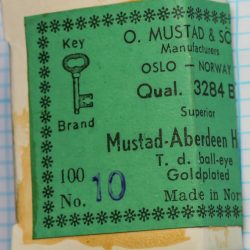 Key
Brand
O. MUSTAD & SO
Manufacturers
OSLO — NORWAY
Qual. 3284 B
Superior
Mustad-Aberdeen H
T. d. ball-eye
Goldplated
100
No. 10
Made in Nor